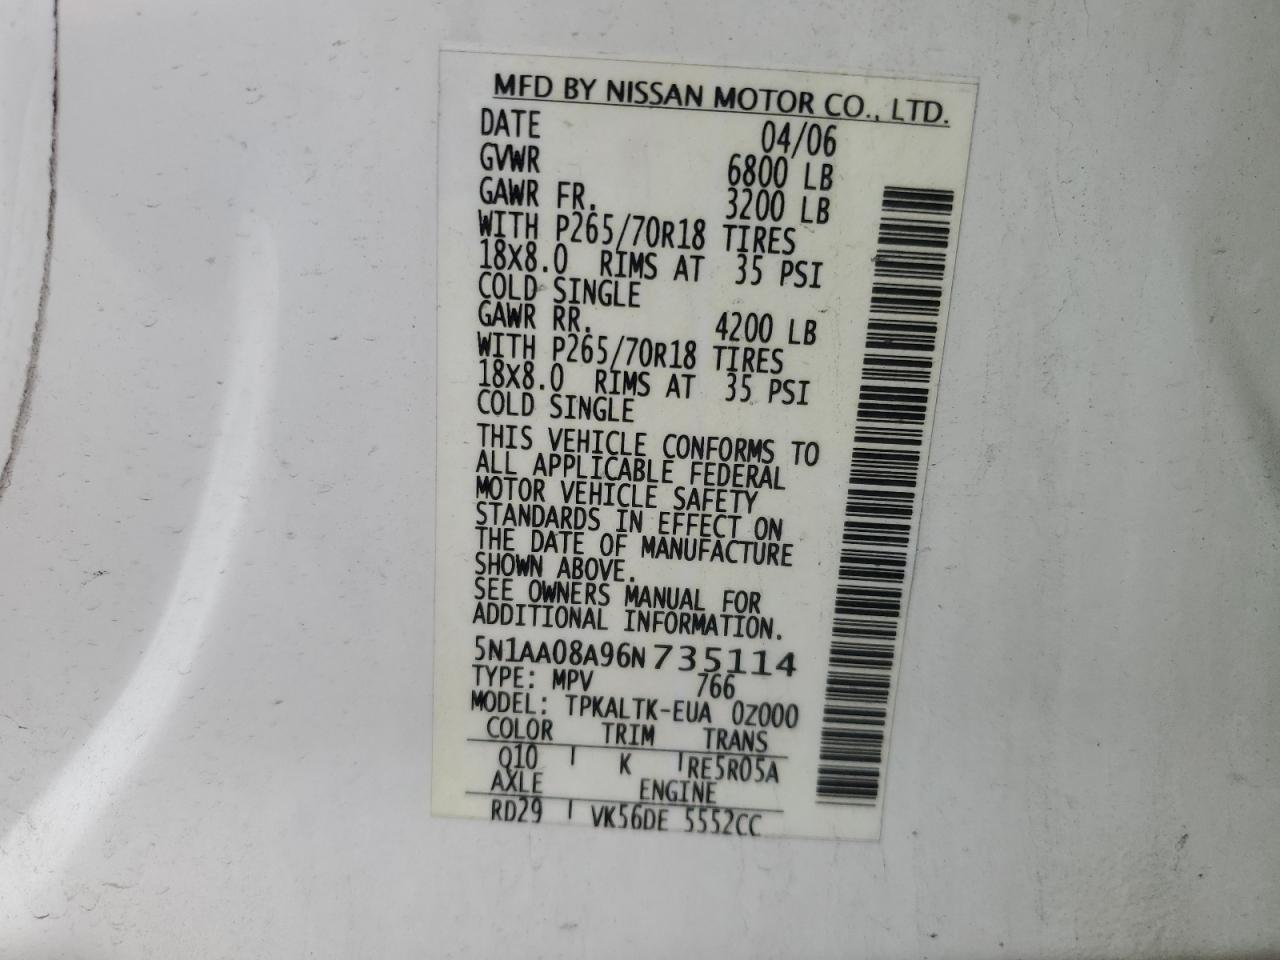 MFD BY NISSAN MOTOR CO., LTD.
DATE 04/06
GVWR 6800 LB
GAWR FR. 3200 LB
WITH P265/70R18 TIRES
18X8.0 RIMS AT 35 PSI
COLD SINGLE
GAWR RR. 4200 LB
WITH P265/70R18 TIRES
18X8.0 RIMS AT 35 PSI
COLD SINGLE
THIS VEHICLE CONFORMS TO
ALL APPLICABLE FEDERAL
MOTOR VEHICLE SAFETY
STANDARDS IN EFFECT ON
THE DATE OF MANUFACTURE
SHOWN ABOVE.
SEE OWNERS MANUAL FOR
ADDITIONAL INFORMATION.
5N1AA08A96N735114
TYPE: MPV 766
MODEL: TPKALTK-EUA 0Z000
COLOR TRIM TRANS
Q10 K RE5R05A
AXLE ENGINE
RD29 VK56DE 5552CC